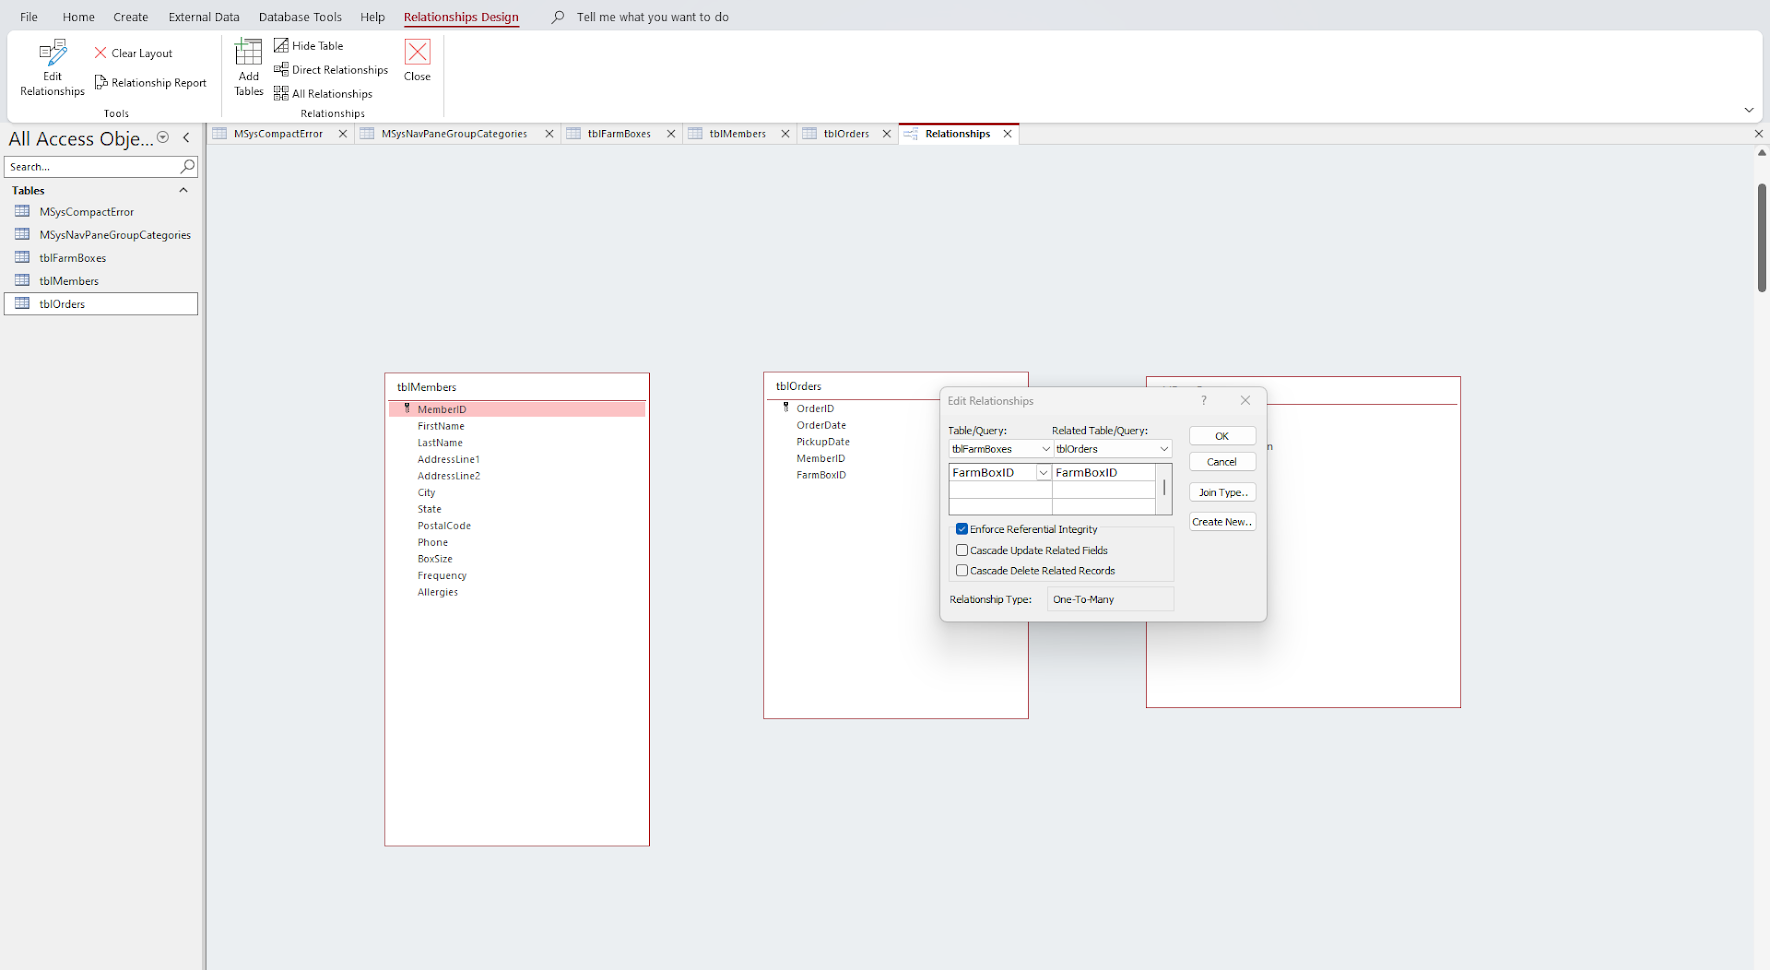 File Home Create External Data Database Tools Help Relationships Design Tell me what you want to do
Edit Relationships
Clear Layout
Relationship Report
Tools
Add Tables
Hide Table
Direct Relationships
All Relationships
Close
Relationships
All Access Obje...
Search...
Tables
MSysCompactError
MSysNavPaneGroupCategories
tblFarmBoxes
tblMembers
tblOrders
MSysCompactError MSysNavPaneGroupCategories tblFarmBoxes tblMembers tblOrders Relationships
tblMembers
MemberID
FirstName
LastName
AddressLine1
AddressLine2
City
State
PostalCode
Phone
BoxSize
Frequency
Allergies
tblOrders
OrderID
OrderDate
PickupDate
MemberID
FarmBoxID
Edit Relationships ?
Table/Query: Related Table/Query:
tblFarmBoxes tblOrders
FarmBoxID FarmBoxID
Enforce Referential Integrity
Cascade Update Related Fields
Cascade Delete Related Records
Relationship Type: One-To-Many
OK
Cancel
Join Type..
Create New..
n